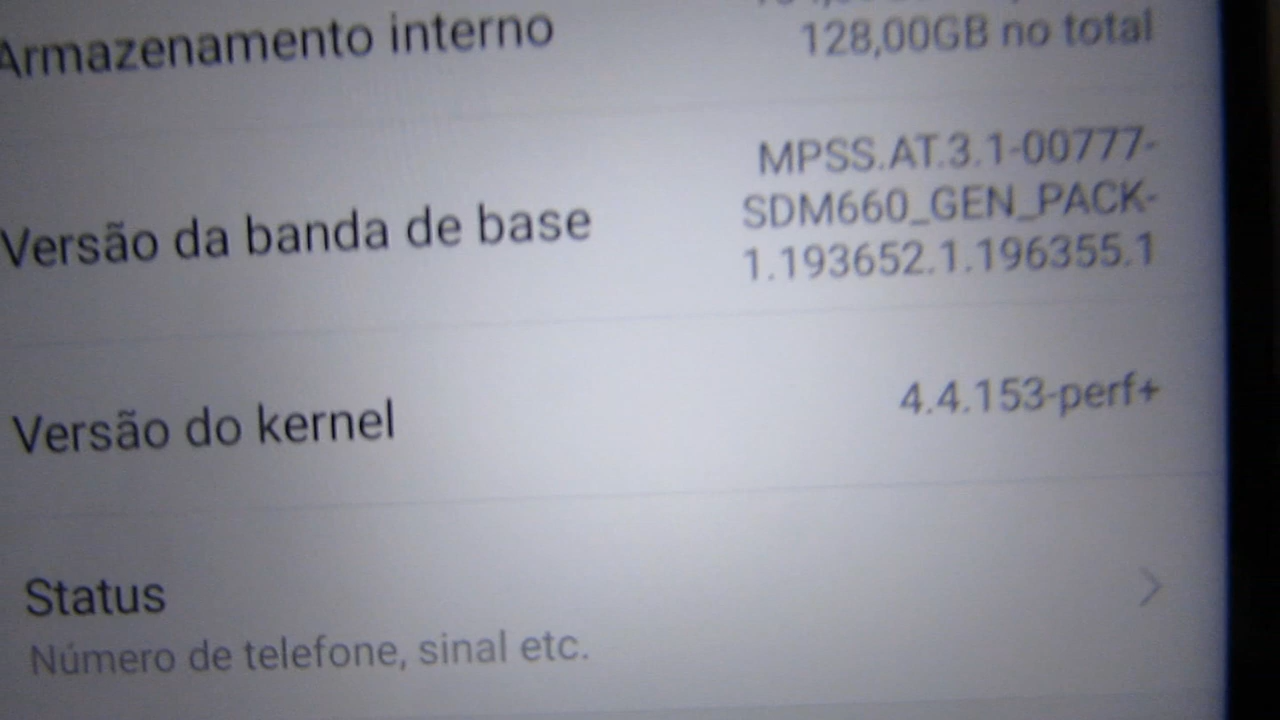 Armazenamento interno
128,00GB no total
Versão da banda de base
MPSS.AT.3.1-00777-
SDM660_GEN_PACK-
1.193652.1.196355.1
Versão do kernel
4.4.153-perf+
Status
Número de telefone, sinal etc.